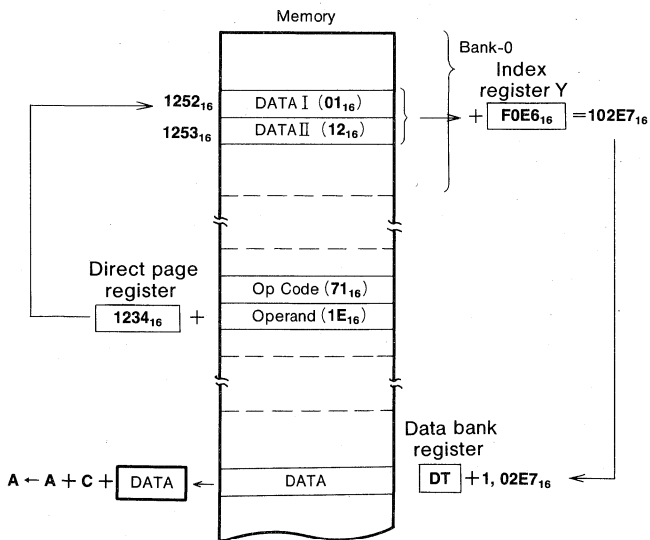 Memory
Bank-0
Index
register Y
1252₁₆
DATA I (01₁₆)
+ F0E6₁₆ =102E7₁₆
1253₁₆
DATA II (12₁₆)
Direct page
register
Op Code (71₁₆)
1234₁₆ +
Operand (1E₁₆)
Data bank
register
A ← A + C + DATA
DATA
DT +1, 02E7₁₆